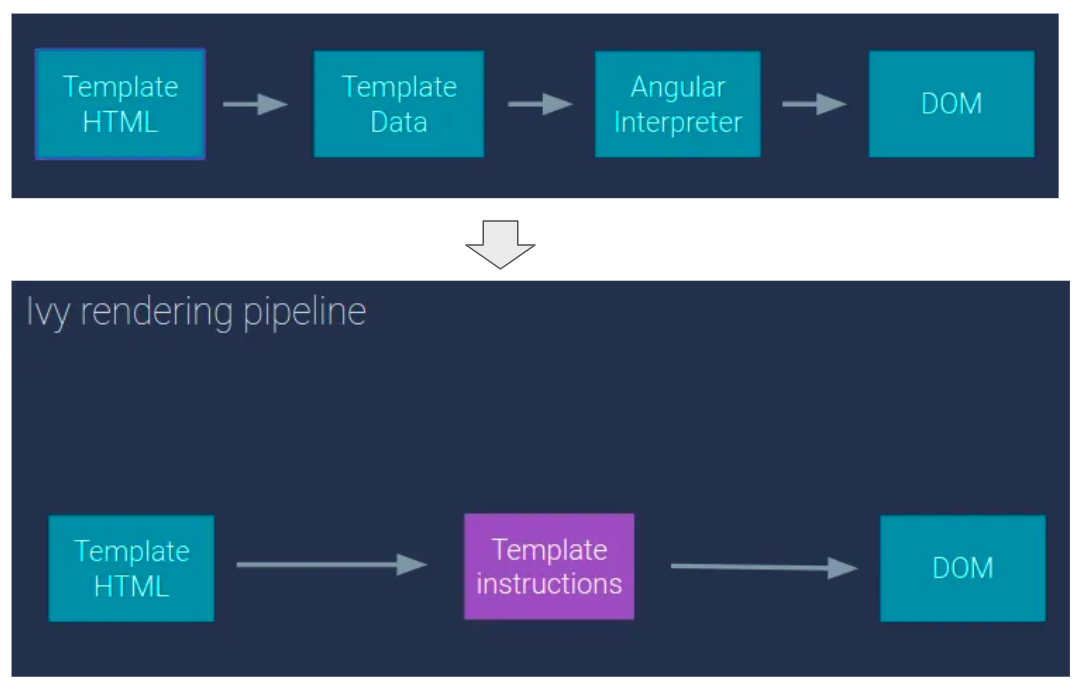 Template
HTML
Template
Data
Angular
Interpreter
DOM
Ivy rendering pipeline
Template
HTML
Template
instructions
DOM